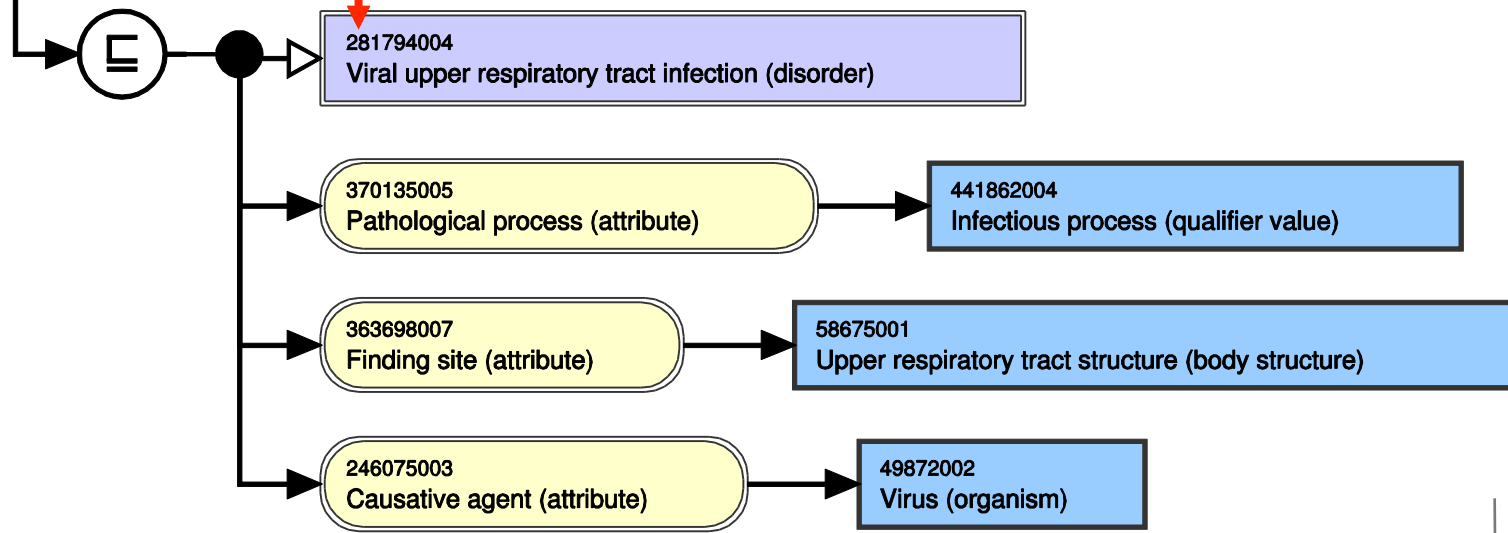 ⊑
281794004
Viral upper respiratory tract infection (disorder)
370135005
Pathological process (attribute)
441862004
Infectious process (qualifier value)
363698007
Finding site (attribute)
58675001
Upper respiratory tract structure (body structure)
246075003
Causative agent (attribute)
49872002
Virus (organism)